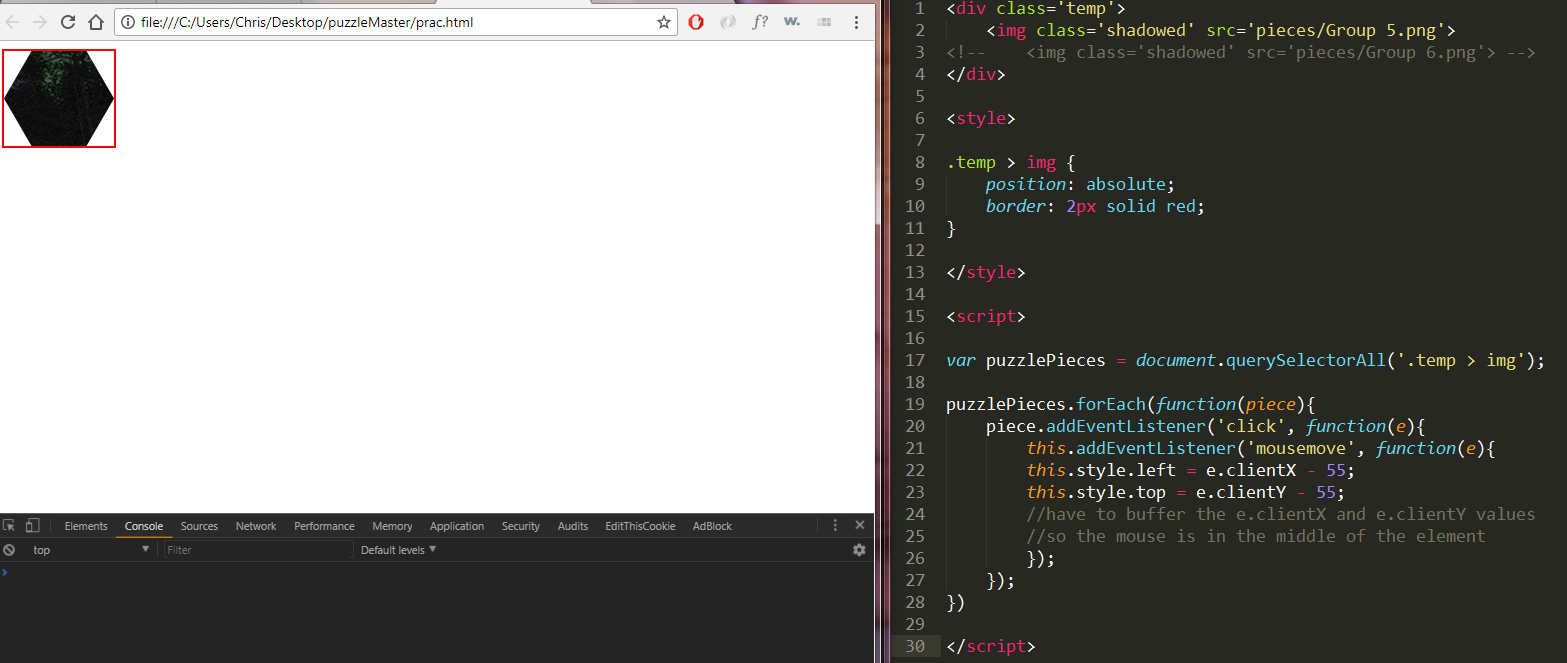 file:///C:/Users/Chris/Desktop/puzzleMaster/prac.html
f?
w.
Elements Console Sources Network Performance Memory Application Security Audits EditThisCookie AdBlock
top Filter Default levels
1 <div class='temp'>
2     <img class='shadowed' src='pieces/Group 5.png'>
3 <!--    <img class='shadowed' src='pieces/Group 6.png'> -->
4 </div>
5
6 <style>
7
8 .temp > img {
9     position: absolute;
10     border: 2px solid red;
11 }
12
13 </style>
14
15 <script>
16
17 var puzzlePieces = document.querySelectorAll('.temp > img');
18
19 puzzlePieces.forEach(function(piece){
20     piece.addEventListener('click', function(e){
21         this.addEventListener('mousemove', function(e){
22         this.style.left = e.clientX - 55;
23         this.style.top = e.clientY - 55;
24         //have to buffer the e.clientX and e.clientY values
25         //so the mouse is in the middle of the element
26         });
27     });
28 })
29
30 </script>